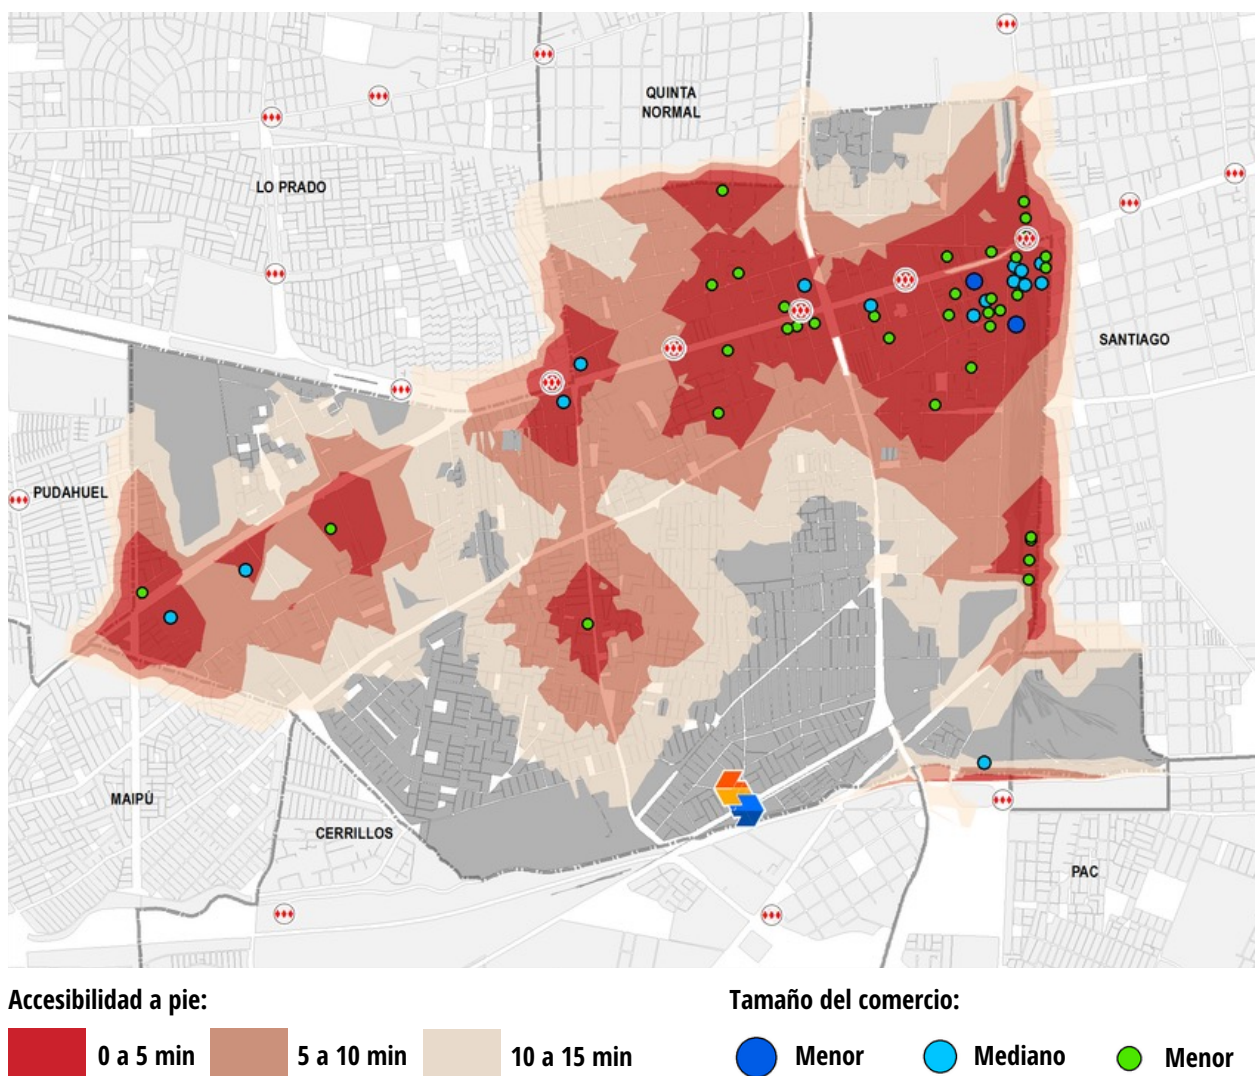 QUINTA
NORMAL
LO PRADO
SANTIAGO
PUDAHUEL
MAIPÚ
CERRILLOS
PAC
Accesibilidad a pie:
0 a 5 min
5 a 10 min
10 a 15 min
Tamaño del comercio:
Menor
Mediano
Menor